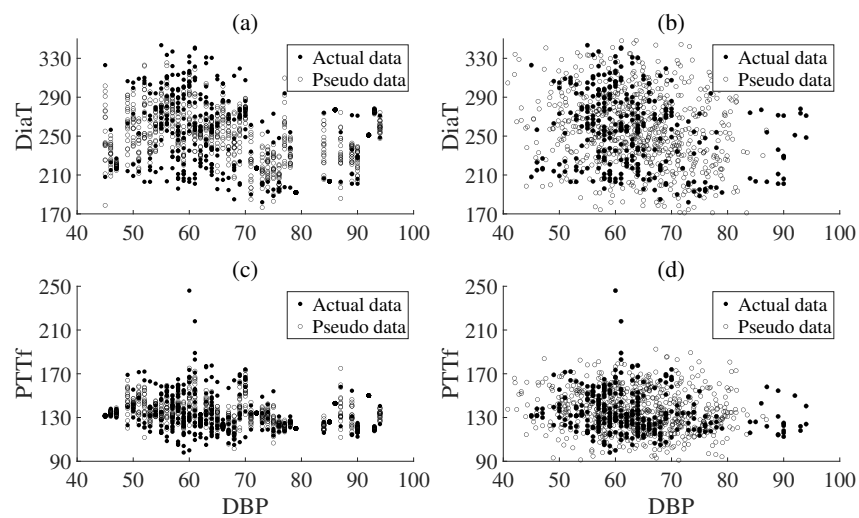 (a)
(b)
Actual data
Pseudo data
Actual data
Pseudo data
DiaT
DiaT
330
290
250
210
170
330
290
250
210
170
40 50 60 70 80 90 100
40 50 60 70 80 90 100
(c)
(d)
Actual data
Pseudo data
Actual data
Pseudo data
PTTf
PTTf
250
210
170
130
90
250
210
170
130
90
40 50 60 70 80 90 100
40 50 60 70 80 90 100
DBP
DBP